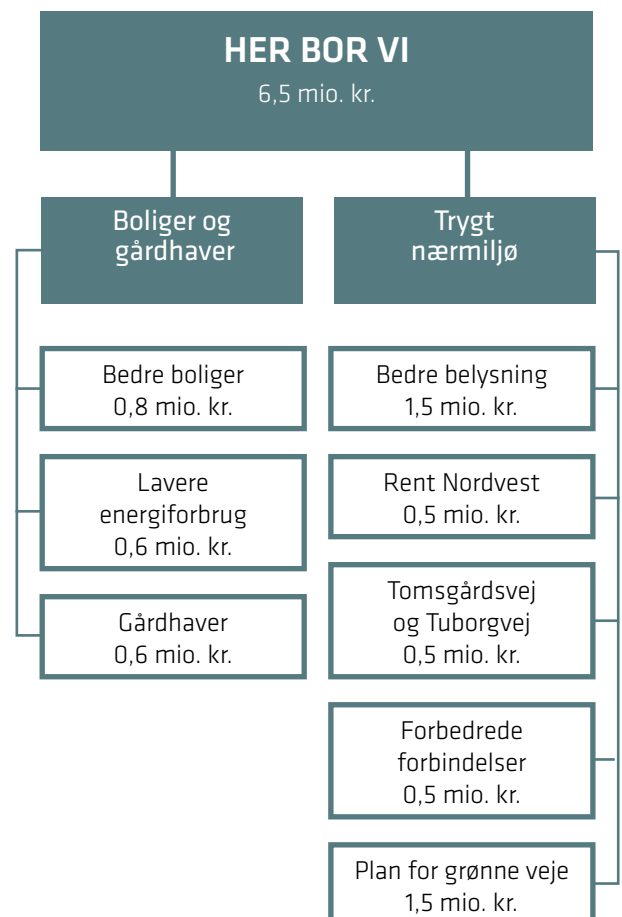 HER BOR VI
6,5 mio. kr.
Boliger og
gårdhaver
Bedre boliger
0,8 mio. kr.
Lavere
energiforbrug
0,6 mio. kr.
Gårdhaver
0,6 mio. kr.
Trygt
nærmiljø
Bedre belysning
1,5 mio. kr.
Rent Nordvest
0,5 mio. kr.
Tomsgårdsvej
og Tuborgvej
0,5 mio. kr.
Forbedrede
forbindelser
0,5 mio. kr.
Plan for grønne veje
1,5 mio. kr.